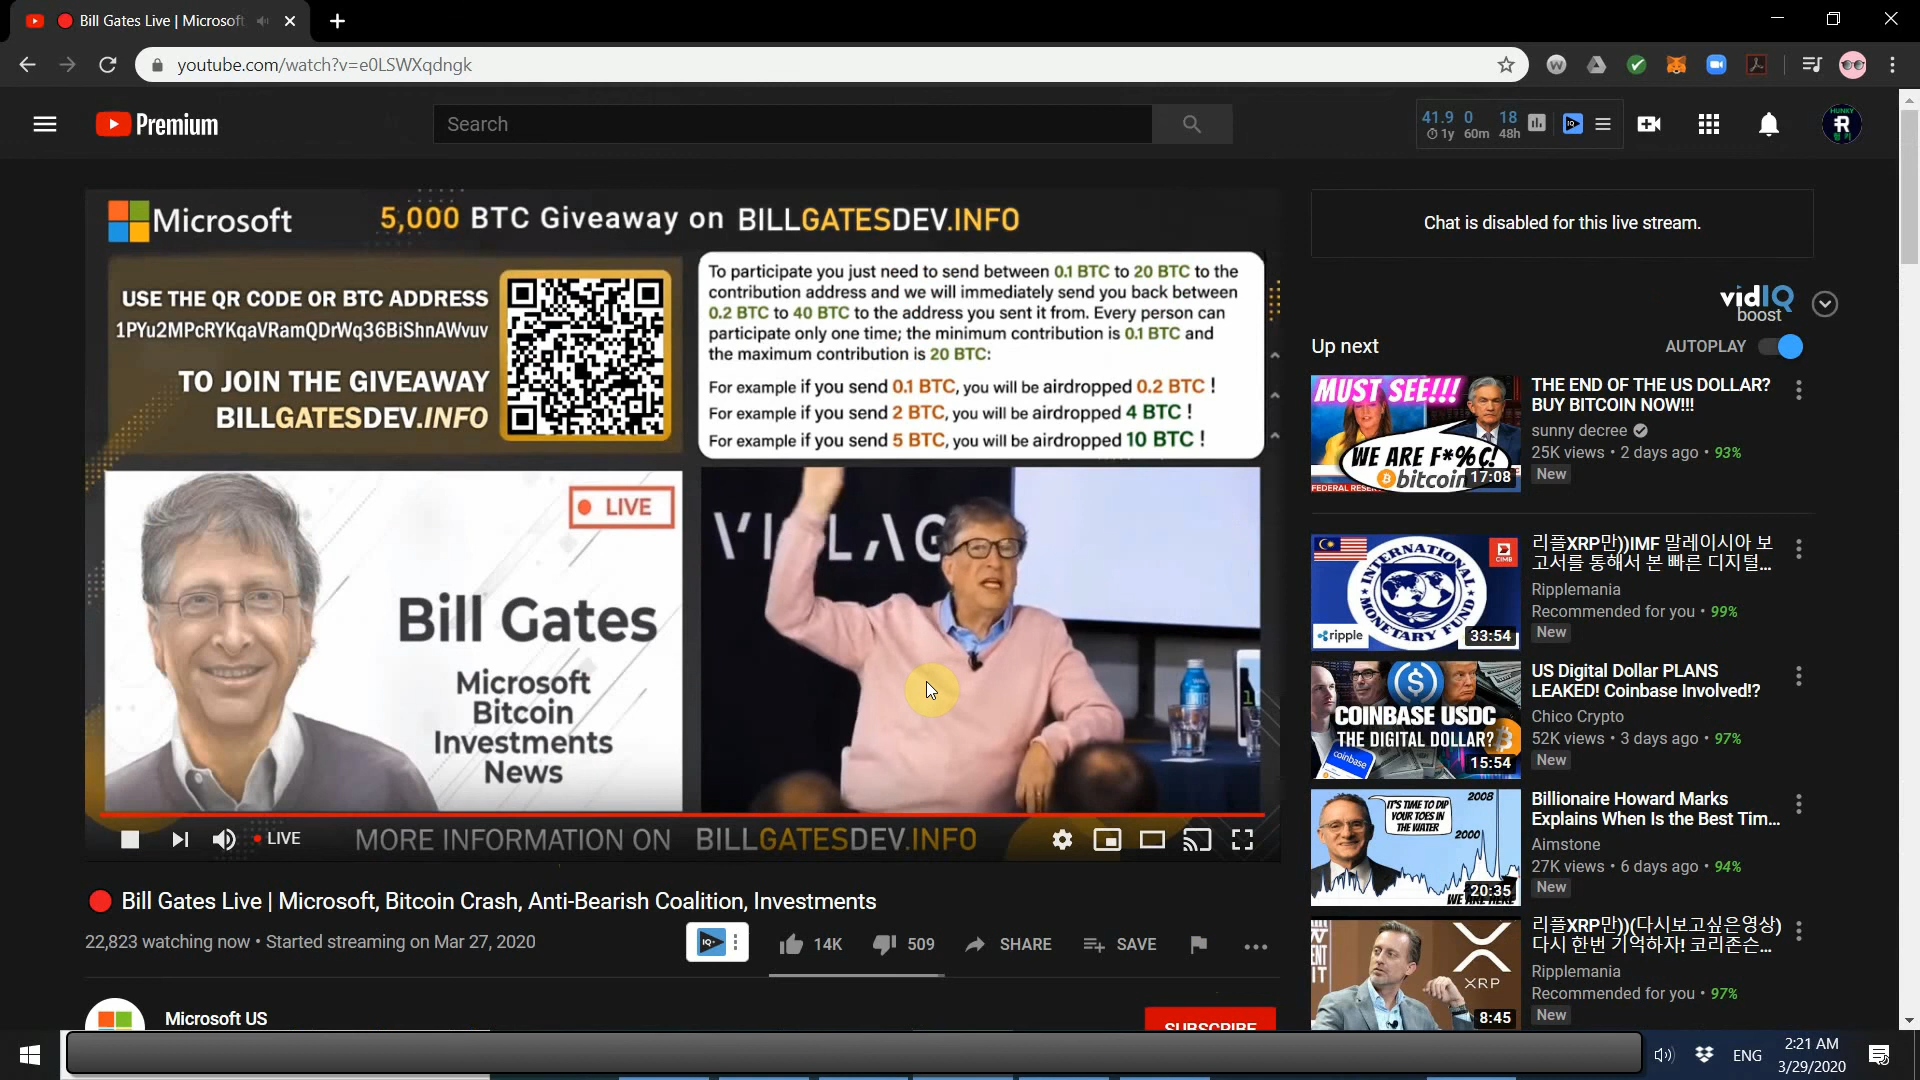 Bill Gates Live | Microsoft
youtube.com/watch?v=e0LSWXqdngk
Premium
Search
41.9 0 18
1y 60m 48h
HUNKY
R
헝키
Microsoft
5,000 BTC Giveaway on BILLGATESDEV.INFO
USE THE QR CODE OR BTC ADDRESS
1PYu2MPcRYKqaVRamQDrWq36BiShnAWvuv
TO JOIN THE GIVEAWAY
BILLGATESDEV.INFO
To participate you just need to send between 0.1 BTC to 20 BTC to the
contribution address and we will immediately send you back between
0.2 BTC to 40 BTC to the address you sent it from. Every person can
participate only one time; the minimum contribution is 0.1 BTC and
the maximum contribution is 20 BTC:
For example if you send 0.1 BTC, you will be airdropped 0.2 BTC !
For example if you send 2 BTC, you will be airdropped 4 BTC !
For example if you send 5 BTC, you will be airdropped 10 BTC !
LIVE
Bill Gates
Microsoft
Bitcoin
Investments
News
VILLAG
LIVE
MORE INFORMATION ON BILLGATESDEV.INFO
Bill Gates Live | Microsoft, Bitcoin Crash, Anti-Bearish Coalition, Investments
22,823 watching now • Started streaming on Mar 27, 2020
IQ
14K
509
SHARE
SAVE
Microsoft US
SUBSCRIBE
Chat is disabled for this live stream.
vidIQ
boost
Up next
AUTOPLAY
MUST SEE!!!
WE ARE F*%C!
bitcoin
FEDERAL RESE
17:08
THE END OF THE US DOLLAR?
BUY BITCOIN NOW!!!
sunny decree
25K views • 2 days ago • 93%
New
INTERNATIONAL
MONETARY FUND
CIMB
ripple
33:54
리플XRP만))IMF 말레이시아 보
고서를 통해서 본 빠른 디지털...
Ripplemania
Recommended for you • 99%
New
COINBASE USDC
THE DIGITAL DOLLAR?
coinbase
15:54
US Digital Dollar PLANS
LEAKED! Coinbase Involved!?
Chico Crypto
52K views • 3 days ago • 97%
New
IT'S TIME TO DIP
YOUR TOES IN
THE WATER
2008
2000
WE ARE HERE
20:35
Billionaire Howard Marks
Explains When Is the Best Tim...
Aimstone
27K views • 6 days ago • 94%
New
XRP
8:45
리플XRP만))(다시보고싶은영상)
다시 한번 기억하자! 코리존슨...
Ripplemania
Recommended for you • 97%
New
ENG
2:21 AM
3/29/2020